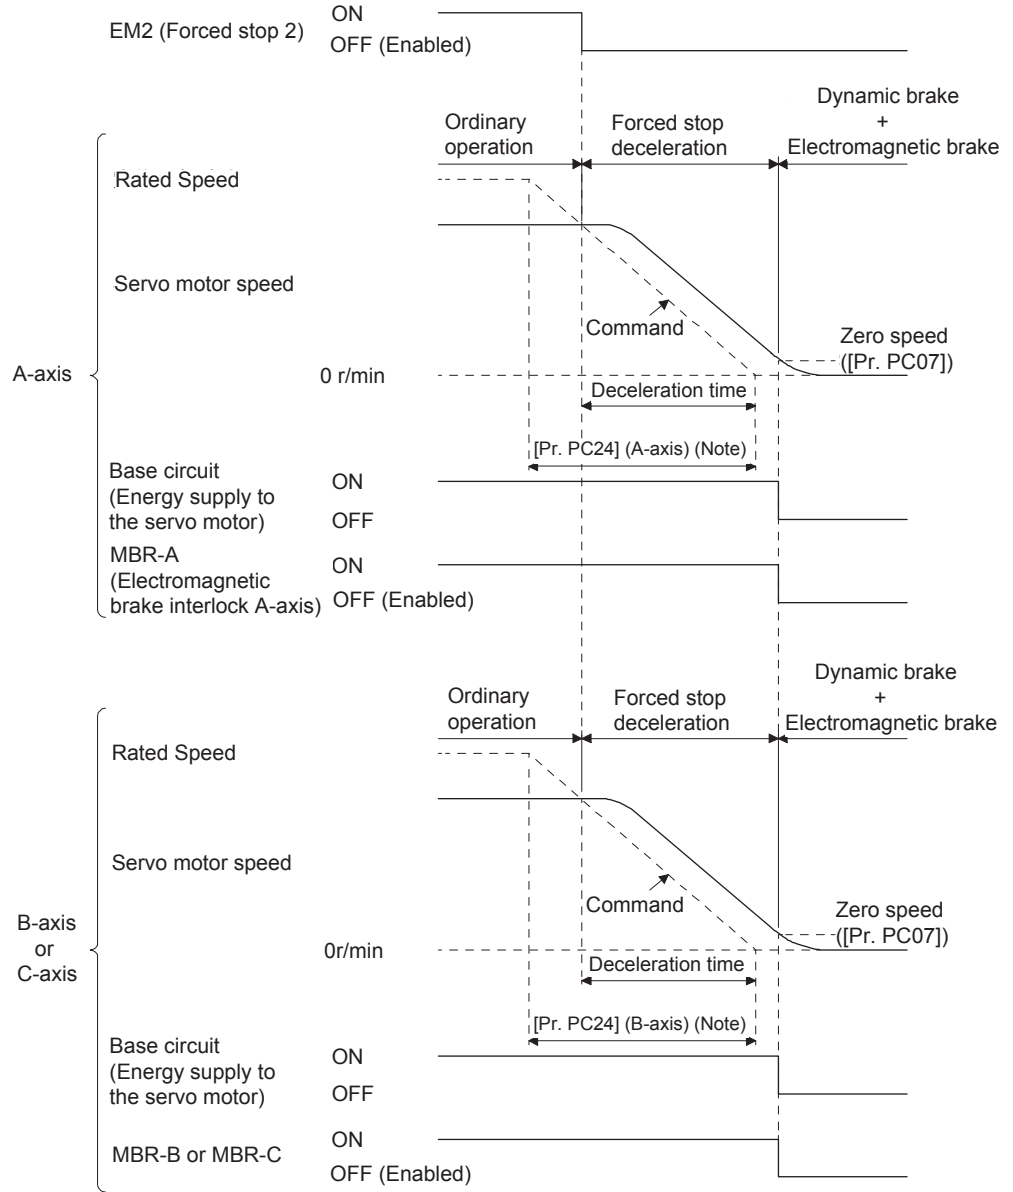 EM2 (Forced stop 2)
ON
OFF (Enabled)
Ordinary
operation
Forced stop
deceleration
Dynamic brake
+
Electromagnetic brake
Rated Speed
Servo motor speed
Command
Zero speed
([Pr. PC07])
A-axis
0 r/min
Deceleration time
[Pr. PC24] (A-axis) (Note)
Base circuit
(Energy supply to
the servo motor)
ON
OFF
MBR-A
(Electromagnetic
brake interlock A-axis)
ON
OFF (Enabled)
Ordinary
operation
Forced stop
deceleration
Dynamic brake
+
Electromagnetic brake
Rated Speed
Servo motor speed
Command
Zero speed
([Pr. PC07])
B-axis
or
C-axis
0r/min
Deceleration time
[Pr. PC24] (B-axis) (Note)
Base circuit
(Energy supply to
the servo motor)
ON
OFF
MBR-B or MBR-C
ON
OFF (Enabled)